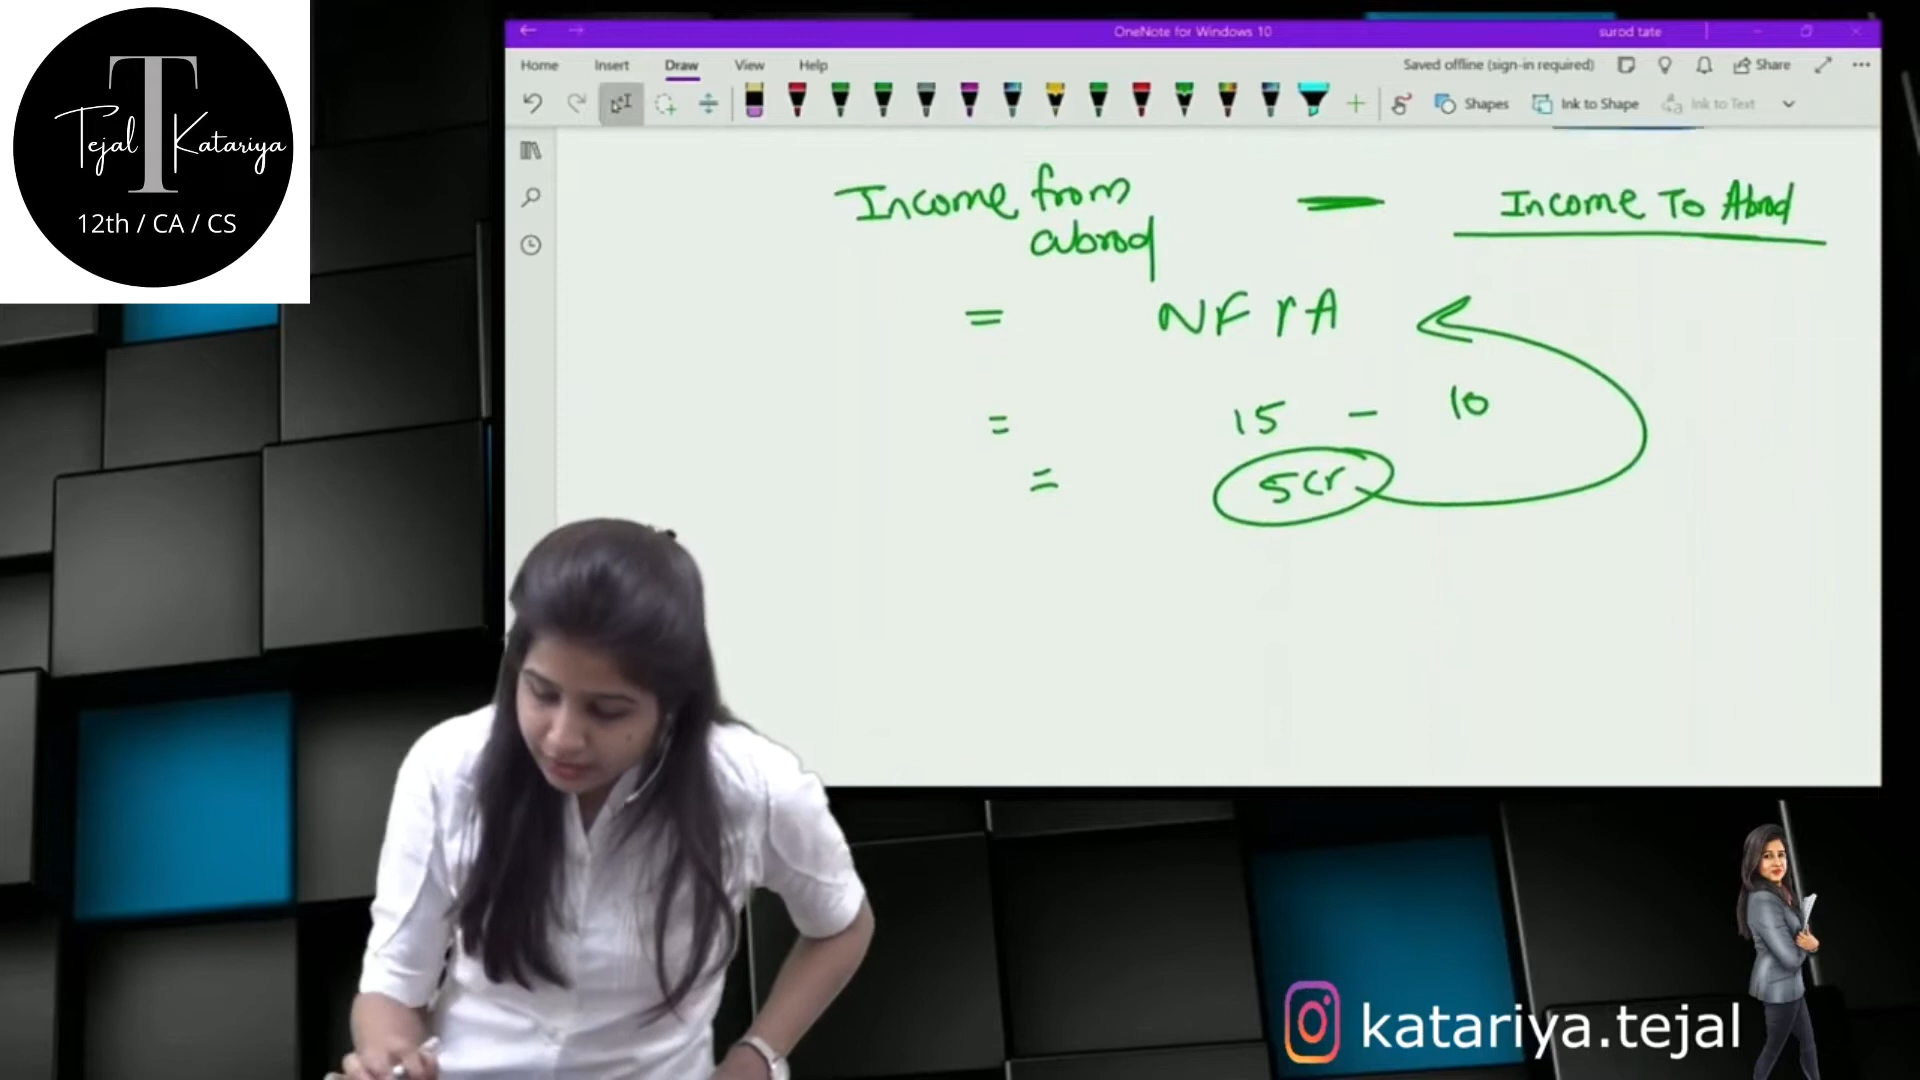 T
Tejal Katariya
12th / CA / CS
OneNote for Windows 10
surod tate
Home Insert Draw View Help
Saved offline (sign-in required)
Share
Shapes
Ink to Shape
Ink to Text
Income from abrod — Income To Abrod
= NFIA
= 15 - 10
= 5cr
katariya.tejal